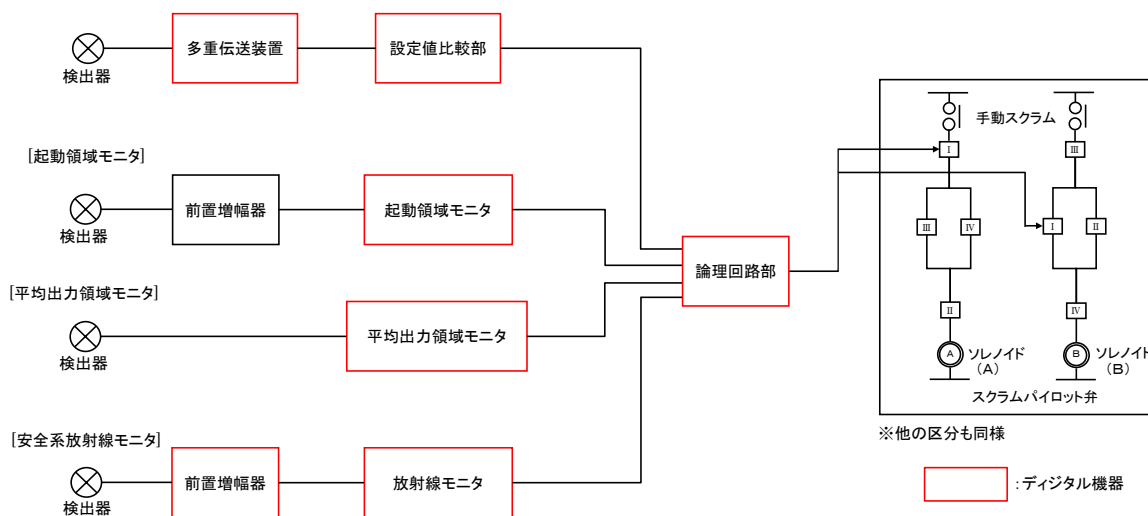 多重伝送装置
設定値比較部
検出器
手動スクラム
Ⅰ
Ⅲ
[起動領域モニタ]
前置増幅器
起動領域モニタ
検出器
Ⅲ
Ⅳ
Ⅰ
Ⅱ
論理回路部
[平均出力領域モニタ]
平均出力領域モニタ
検出器
Ⅱ
Ⅳ
A
ソレノイド
(A)
B
ソレノイド
(B)
スクラムパイロット弁
※他の区分も同様
[安全系放射線モニタ]
前置増幅器
放射線モニタ
検出器
:ディジタル機器